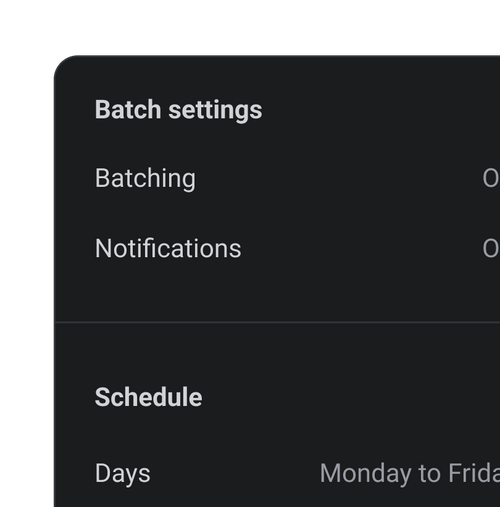 Batch settings
Batching
Notifications
Schedule
Days Monday to